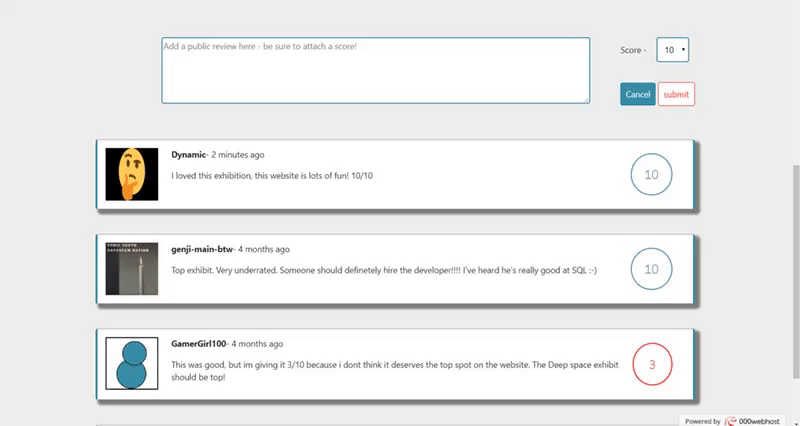 Add a public review here - be sure to attach a score!
Score - 10
Cancel submit
Dynamic- 2 minutes ago
I loved this exhibition, this website is lots of fun! 10/10
10
SONIC YOUTH
DAYDREAM NATION
genji-main-btw- 4 months ago
Top exhibit. Very underrated. Someone should definetely hire the developer!!!! I've heard he's really good at SQL :-)
10
GamerGirl100- 4 months ago
This was good, but im giving it 3/10 because i dont think it deserves the top spot on the website. The Deep space exhibit
should be top!
3
Powered by 000webhost